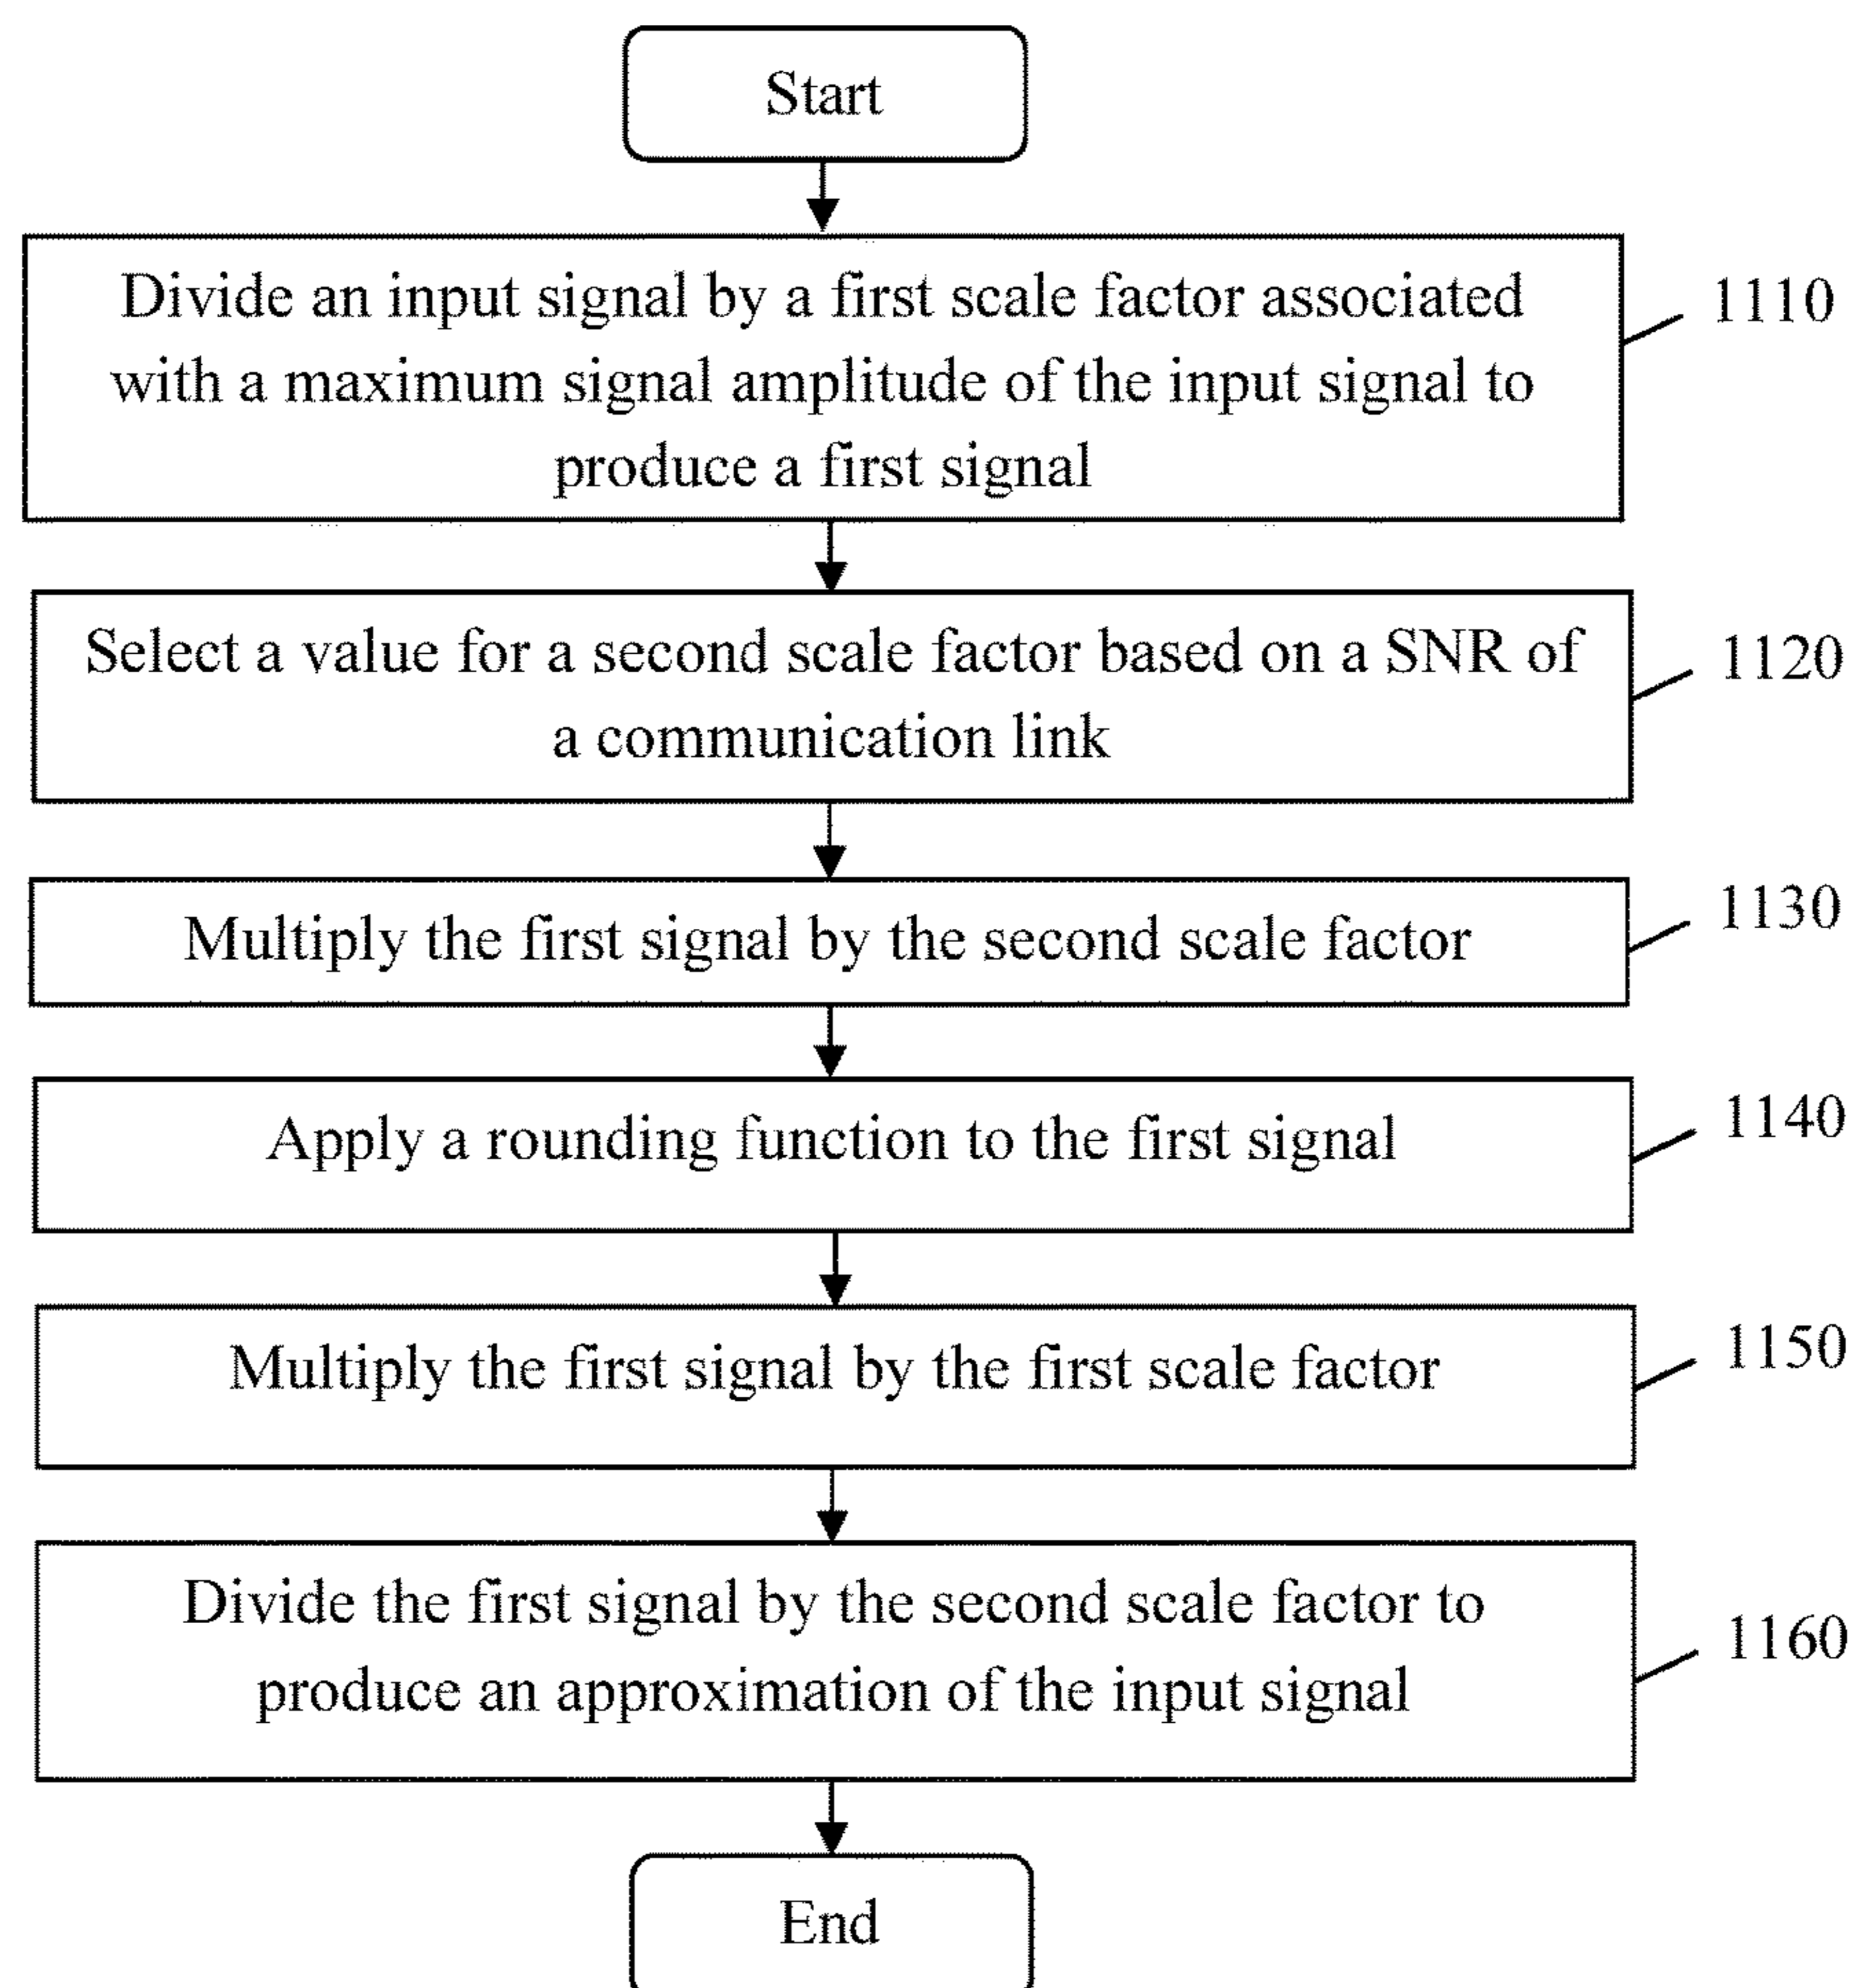 Start
Divide an input signal by a first scale factor associated
with a maximum signal amplitude of the input signal to
produce a first signal
1110
Select a value for a second scale factor based on a SNR of
a communication link
1120
Multiply the first signal by the second scale factor
1130
Apply a rounding function to the first signal
1140
Multiply the first signal by the first scale factor
1150
Divide the first signal by the second scale factor to
produce an approximation of the input signal
1160
End